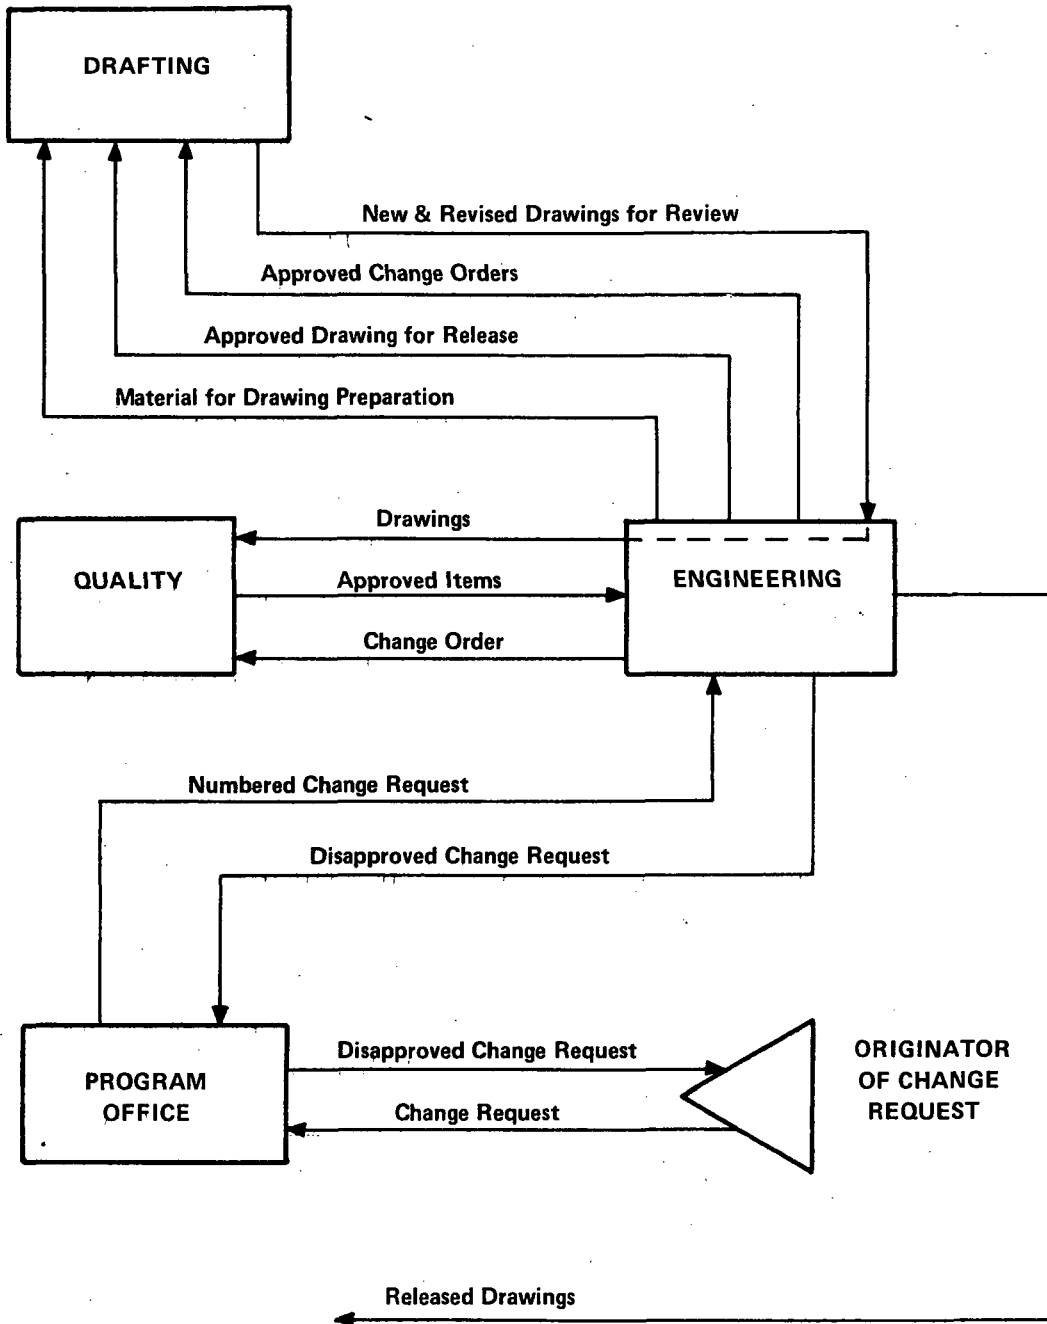 DRAFTING
New & Revised Drawings for Review
Approved Change Orders
Approved Drawing for Release
Material for Drawing Preparation
Drawings
QUALITY
Approved Items
ENGINEERING
Change Order
Numbered Change Request
Disapproved Change Request
PROGRAM
OFFICE
Disapproved Change Request
Change Request
ORIGINATOR
OF CHANGE
REQUEST
Released Drawings